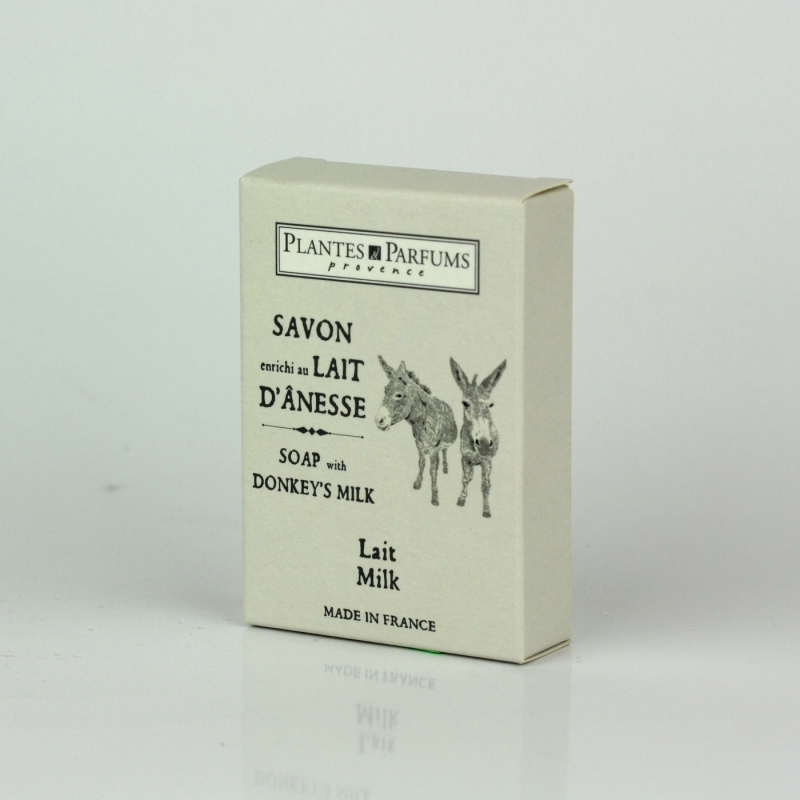 PLANTES & PARFUMS
provence
SAVON
enrichi au LAIT
D'ÂNESSE
SOAP with
DONKEY'S MILK
Lait
Milk
MADE IN FRANCE